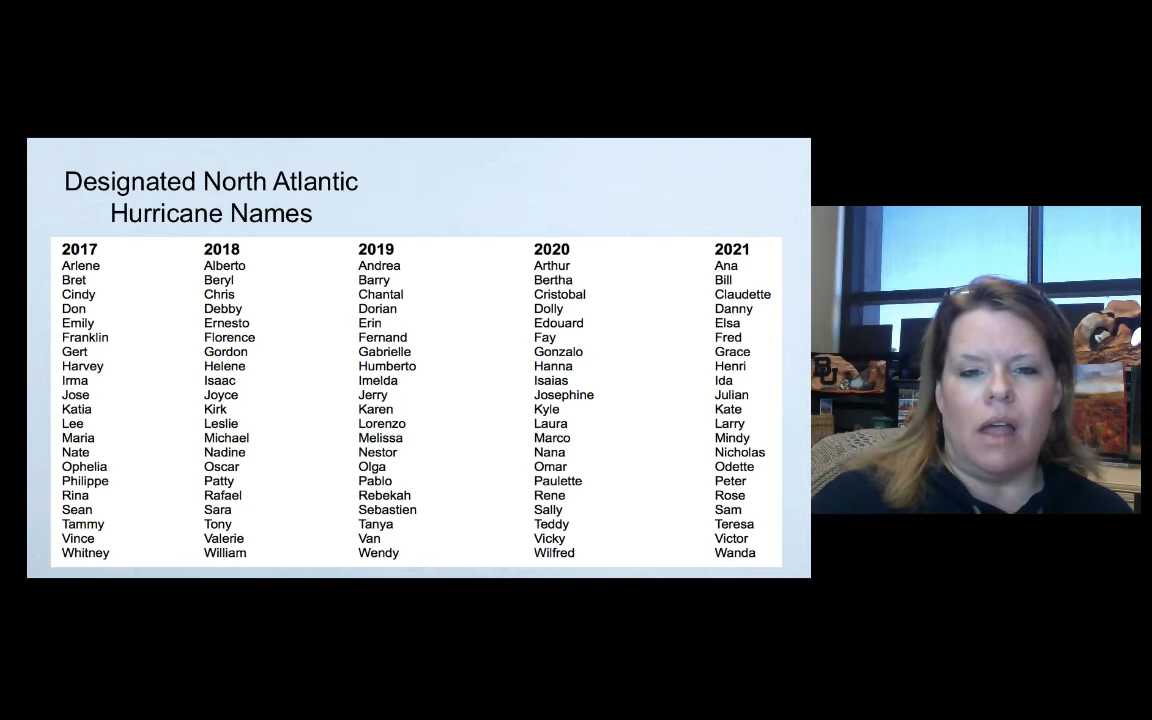 Designated North Atlantic
Hurricane Names
2017 2018 2019 2020 2021
Arlene Alberto Andrea Arthur Ana
Bret Beryl Barry Bertha Bill
Cindy Chris Chantal Cristobal Claudette
Don Debby Dorian Dolly Danny
Emily Ernesto Erin Edouard Elsa
Franklin Florence Fernand Fay Fred
Gert Gordon Gabrielle Gonzalo Grace
Harvey Helene Humberto Hanna Henri
Irma Isaac Imelda Isaias Ida
Jose Joyce Jerry Josephine Julian
Katia Kirk Karen Kyle Kate
Lee Leslie Lorenzo Laura Larry
Maria Michael Melissa Marco Mindy
Nate Nadine Nestor Nana Nicholas
Ophelia Oscar Olga Omar Odette
Philippe Patty Pablo Paulette Peter
Rina Rafael Rebekah Rene Rose
Sean Sara Sebastien Sally Sam
Tammy Tony Tanya Teddy Teresa
Vince Valerie Van Vicky Victor
Whitney William Wendy Wilfred Wanda
BU